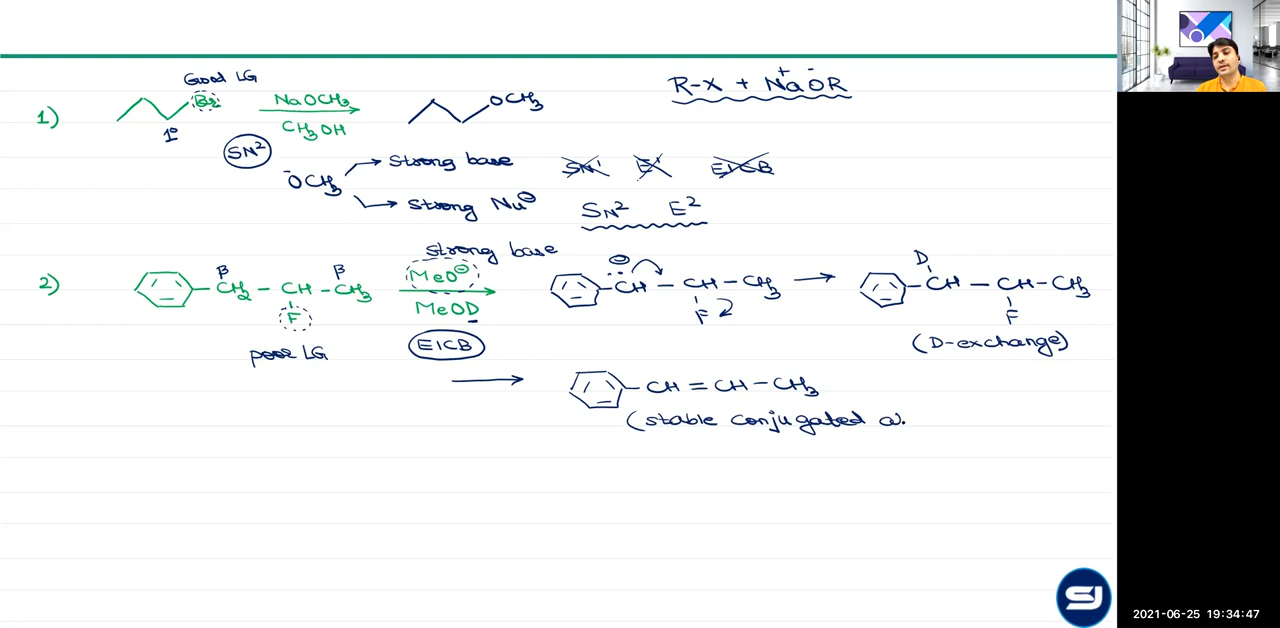 Good LG
R-X + Na⁺ ⁻OR
1) Br NaOCH₃ OCH₃
1° CH₃OH
SN²
⁻OCH₃ → Strong base SN¹ E¹ E1CB
→ Strong Nu⊖ SN² E²
strong base
β β MeO⊖ ⊖ D
2) CH₂ – CH – CH₃ ·· CH – CH – CH₃ → CH – CH – CH₃
F MeOD F F
poor LG E1CB (D-exchange)
→ CH = CH – CH₃
(stable conjugated a
SJ
2021-06-25 19:34:47